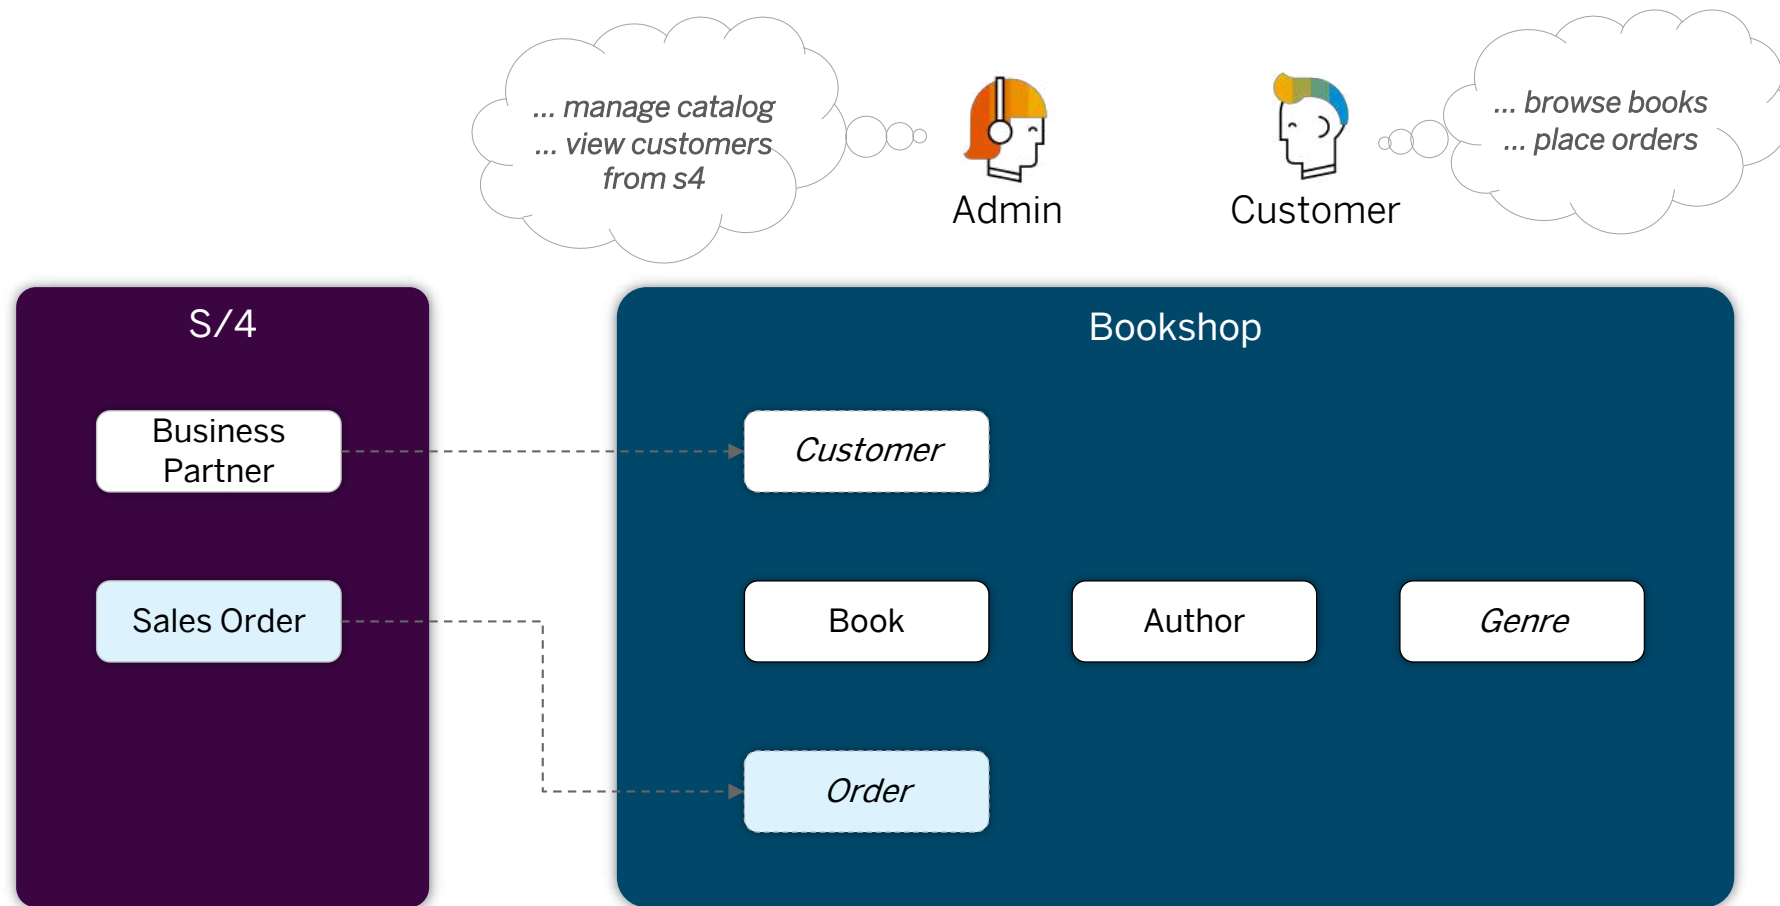 ... manage catalog
... view customers
from s4
Admin
Customer
... browse books
... place orders
S/4
Bookshop
Business
Partner
Customer
Sales Order
Book
Author
Genre
Order